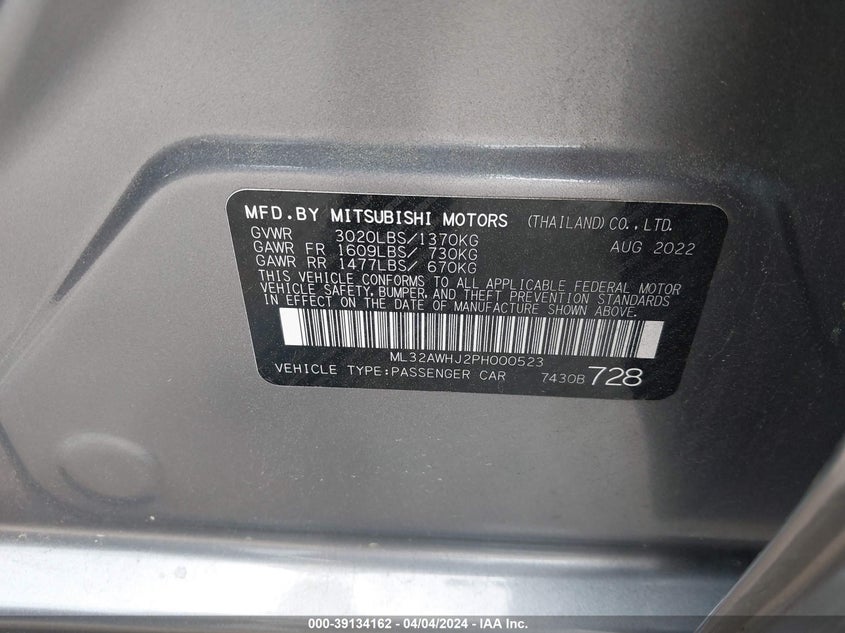 MFD.BY MITSUBISHI MOTORS (THAILAND) CO., LTD.
GVWR 3020LBS/1370KG AUG 2022
GAWR FR 1609LBS/ 730KG
GAWR RR 1477LBS/ 670KG
THIS VEHICLE CONFORMS TO ALL APPLICABLE FEDERAL MOTOR
VEHICLE SAFETY, BUMPER, AND THEFT PREVENTION STANDARDS
IN EFFECT ON THE DATE OF MANUFACTURE SHOWN ABOVE.
ML32AWHJ2PH000523
VEHICLE TYPE:PASSENGER CAR 7430B 728
000-39134162 - 04/04/2024 - IAA Inc.